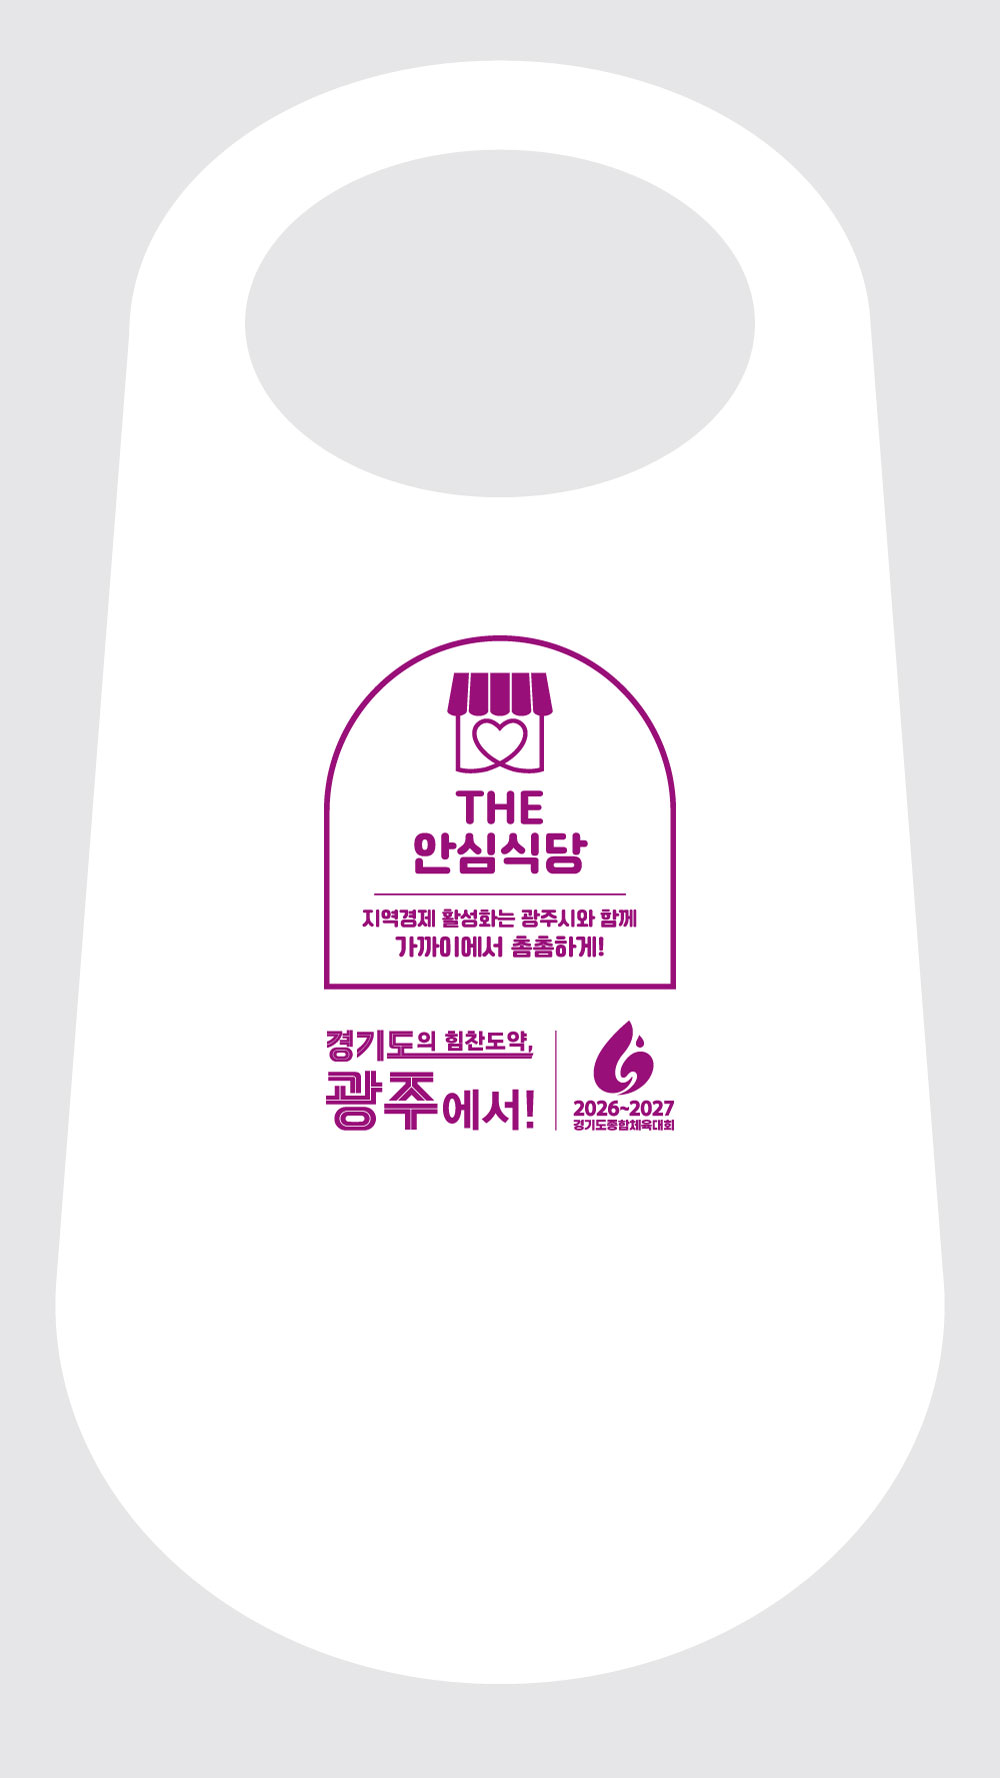 THE
안심식당
지역경제 활성화는 광주시와 함께
가까이에서 촘촘하게!
경기도의 힘찬도약,
광주에서!
2026~2027
경기도종합체육대회